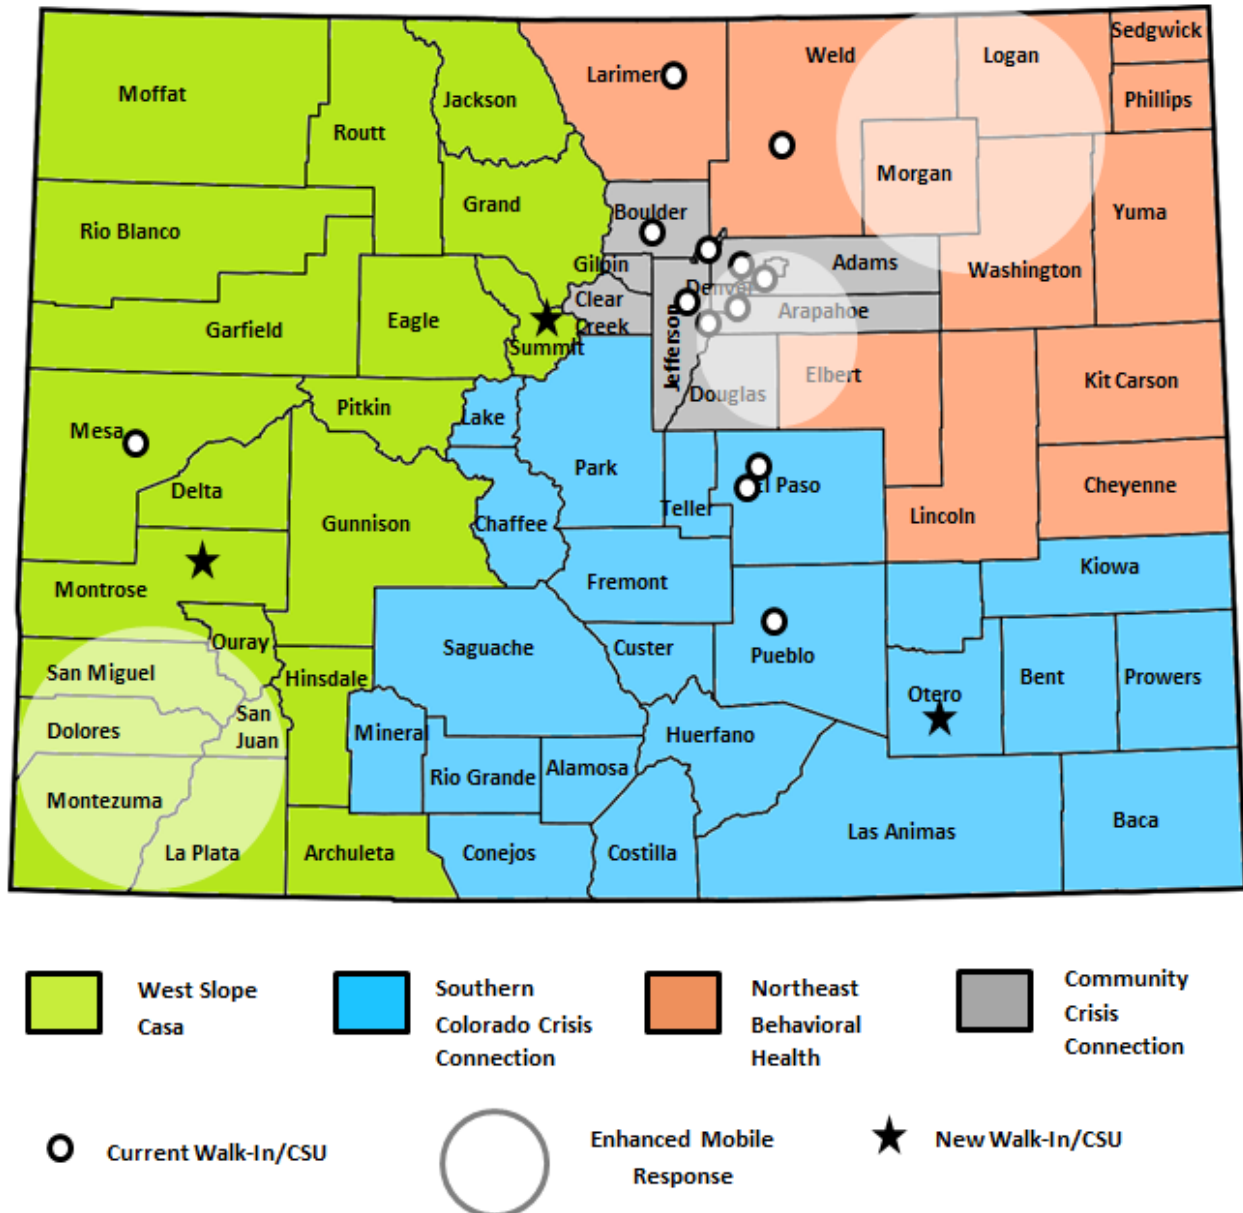 Sedgwick
Weld
Logan
Larimer
Moffat
Jackson
Phillips
Routt
Morgan
Grand
Boulder
Yuma
Rio Blanco
Gilpin
Adams
Washington
Denver
Clear
Creek
Arapahoe
Garfield
Eagle
Summit
Jefferson
Elbert
Kit Carson
Douglas
Pitkin
Lake
Mesa
Park
Delta
El Paso
Cheyenne
Teller
Lincoln
Gunnison
Chaffee
Kiowa
Montrose
Fremont
Ouray
Saguache
Custer
Pueblo
San Miguel
Hinsdale
Bent
Prowers
Otero
San
Juan
Dolores
Mineral
Huerfano
Rio Grande
Alamosa
Montezuma
Baca
Las Animas
La Plata
Archuleta
Conejos
Costilla
West Slope
Casa
Southern
Colorado Crisis
Connection
Northeast
Behavioral
Health
Community
Crisis
Connection
Current Walk-In/CSU
Enhanced Mobile
Response
New Walk-In/CSU